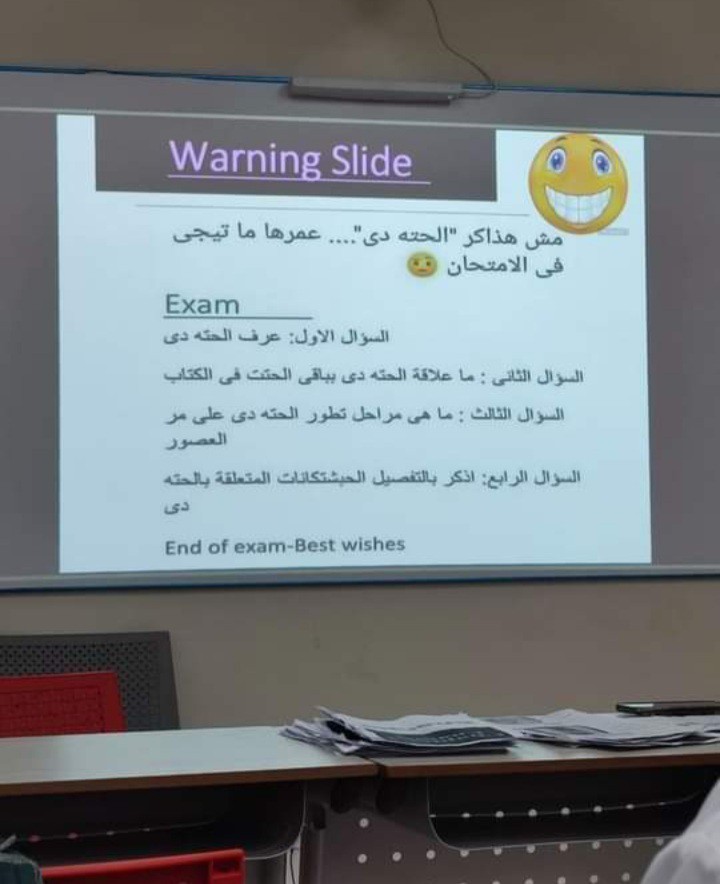 Warning Slide
مش هذاكر "الحته دى".... عمرها ما تيجى
فى الامتحان 🤨
Exam
السؤال الاول: عرف الحته دى
السؤال الثانى : ما علاقة الحته دى بباقى الحتت فى الكتاب
السؤال الثالث : ما هى مراحل تطور الحته دى على مر
العصور
السؤال الرابع: اذكر بالتفصيل الحبشتكانات المتعلقة بالحته
دى
End of exam-Best wishes